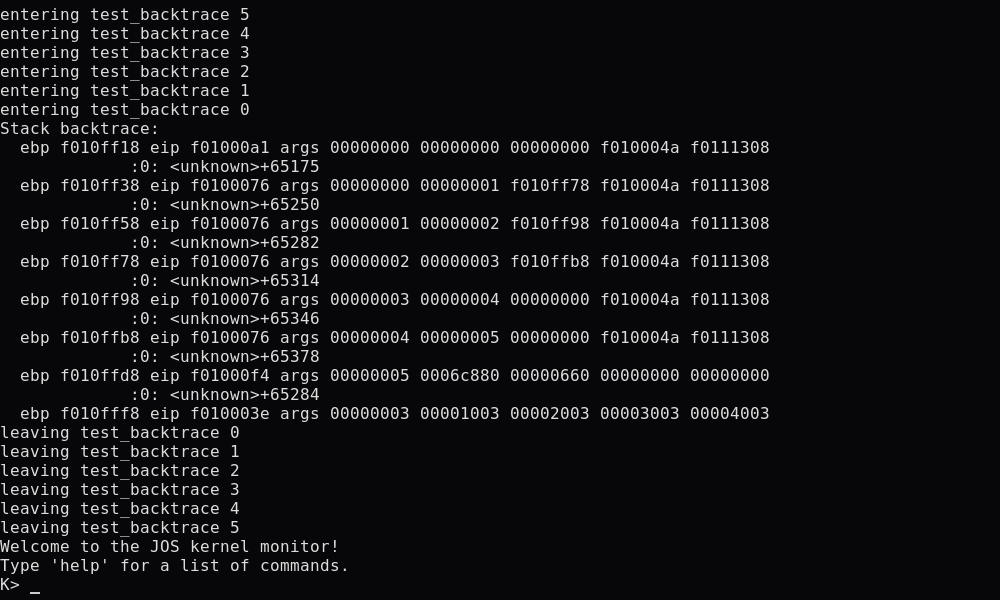 entering test_backtrace 5
entering test_backtrace 4
entering test_backtrace 3
entering test_backtrace 2
entering test_backtrace 1
entering test_backtrace 0
Stack backtrace:
  ebp f010ff18 eip f01000a1 args 00000000 00000000 00000000 f010004a f0111308
             :0: <unknown>+65175
  ebp f010ff38 eip f0100076 args 00000000 00000001 f010ff78 f010004a f0111308
             :0: <unknown>+65250
  ebp f010ff58 eip f0100076 args 00000001 00000002 f010ff98 f010004a f0111308
             :0: <unknown>+65282
  ebp f010ff78 eip f0100076 args 00000002 00000003 f010ffb8 f010004a f0111308
             :0: <unknown>+65314
  ebp f010ff98 eip f0100076 args 00000003 00000004 00000000 f010004a f0111308
             :0: <unknown>+65346
  ebp f010ffb8 eip f0100076 args 00000004 00000005 00000000 f010004a f0111308
             :0: <unknown>+65378
  ebp f010ffd8 eip f01000f4 args 00000005 0006c880 00000660 00000000 00000000
             :0: <unknown>+65284
  ebp f010fff8 eip f010003e args 00000003 00001003 00002003 00003003 00004003
leaving test_backtrace 0
leaving test_backtrace 1
leaving test_backtrace 2
leaving test_backtrace 3
leaving test_backtrace 4
leaving test_backtrace 5
Welcome to the JOS kernel monitor!
Type 'help' for a list of commands.
K> _